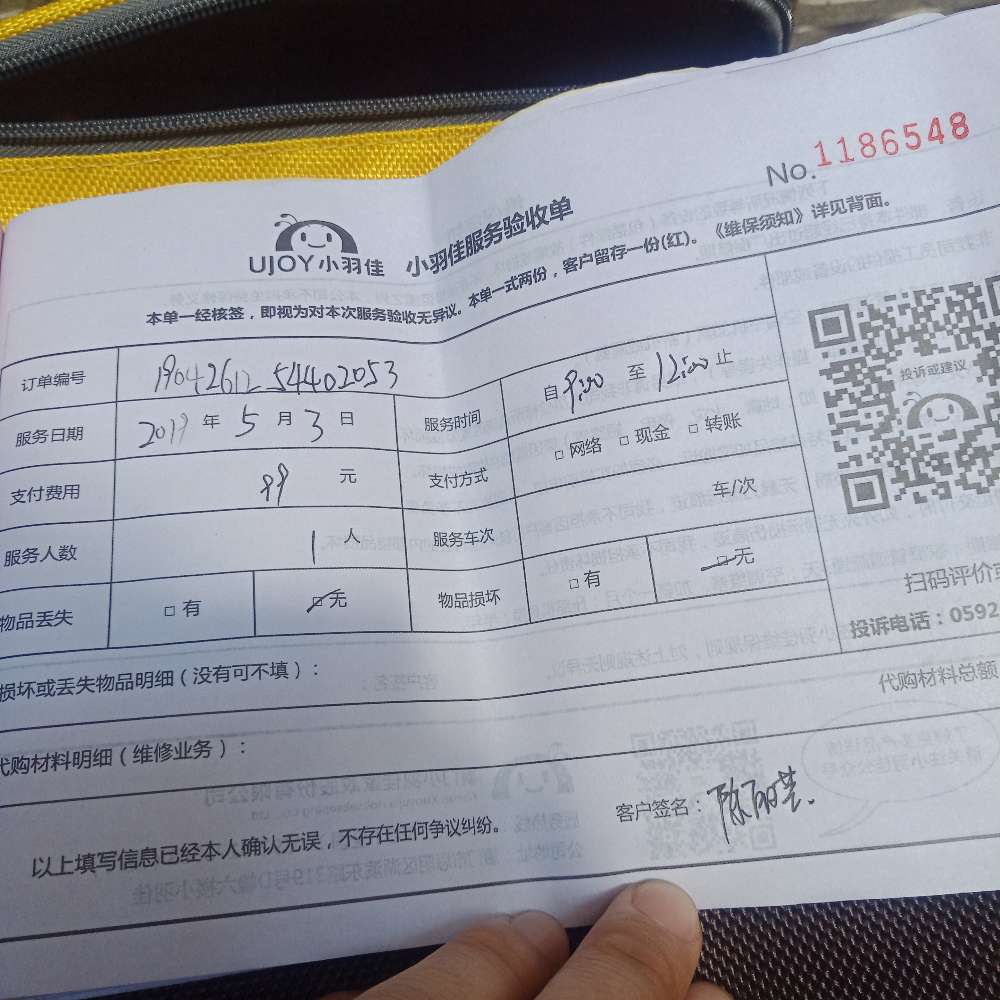 No.1186548
UJOY小羽佳 小羽佳服务验收单
本单一经核签，即视为对本次服务验收无异议。本单一式两份，客户留存一份(红)。《维保须知》详见背面。
订单编号 1904261254402053
服务日期 2019 年 5 月 3 日 服务时间 自 9:00 至 12:00 止
支付费用 99 元 支付方式 □ 网络 □ 现金 □ 转账
服务人数 1 人 服务车次 车/次
物品丢失 □ 有 □ 无 物品损坏 □ 有 □ 无
投诉或建议
扫码评价或
投诉电话：0592
损坏或丢失物品明细（没有可不填）：
代购材料总额
代购材料明细（维修业务）：
以上填写信息已经本人确认无误，不存在任何争议纠纷。
客户签名：陈